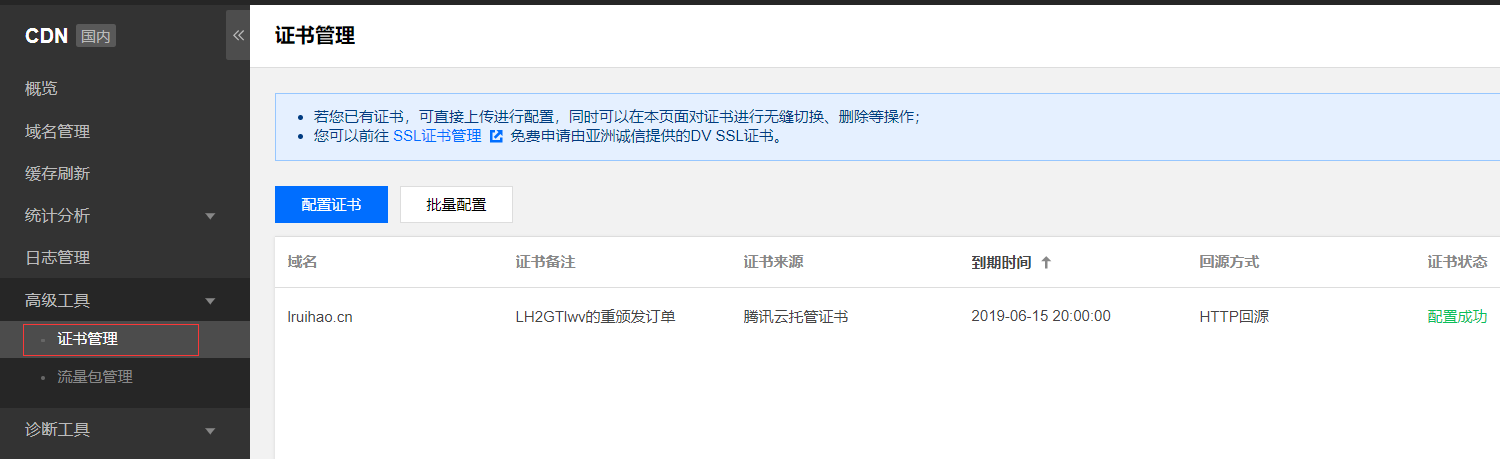 CDN 国内
概览
域名管理
缓存刷新
统计分析
日志管理
高级工具
证书管理
流量包管理
诊断工具
证书管理
若您已有证书，可直接上传进行配置，同时可以在本页面对证书进行无缝切换、删除等操作；
您可以前往 SSL证书管理 免费申请由亚洲诚信提供的DV SSL证书。
配置证书 批量配置
域名 证书备注 证书来源 到期时间 回源方式 证书状态
lruihao.cn LH2GTlwv的重颁发订单 腾讯云托管证书 2019-06-15 20:00:00 HTTP回源 配置成功